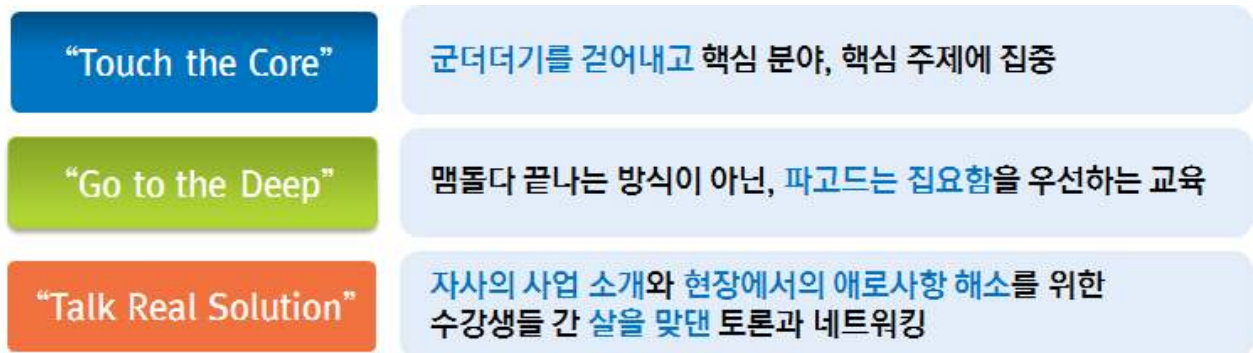 “Touch the Core”
군더더기를 걷어내고 핵심 분야, 핵심 주제에 집중
“Go to the Deep”
맴돌다 끝나는 방식이 아닌, 파고드는 집요함을 우선하는 교육
“Talk Real Solution”
자사의 사업 소개와 현장에서의 애로사항 해소를 위한
수강생들 간 살을 맞댄 토론과 네트워킹